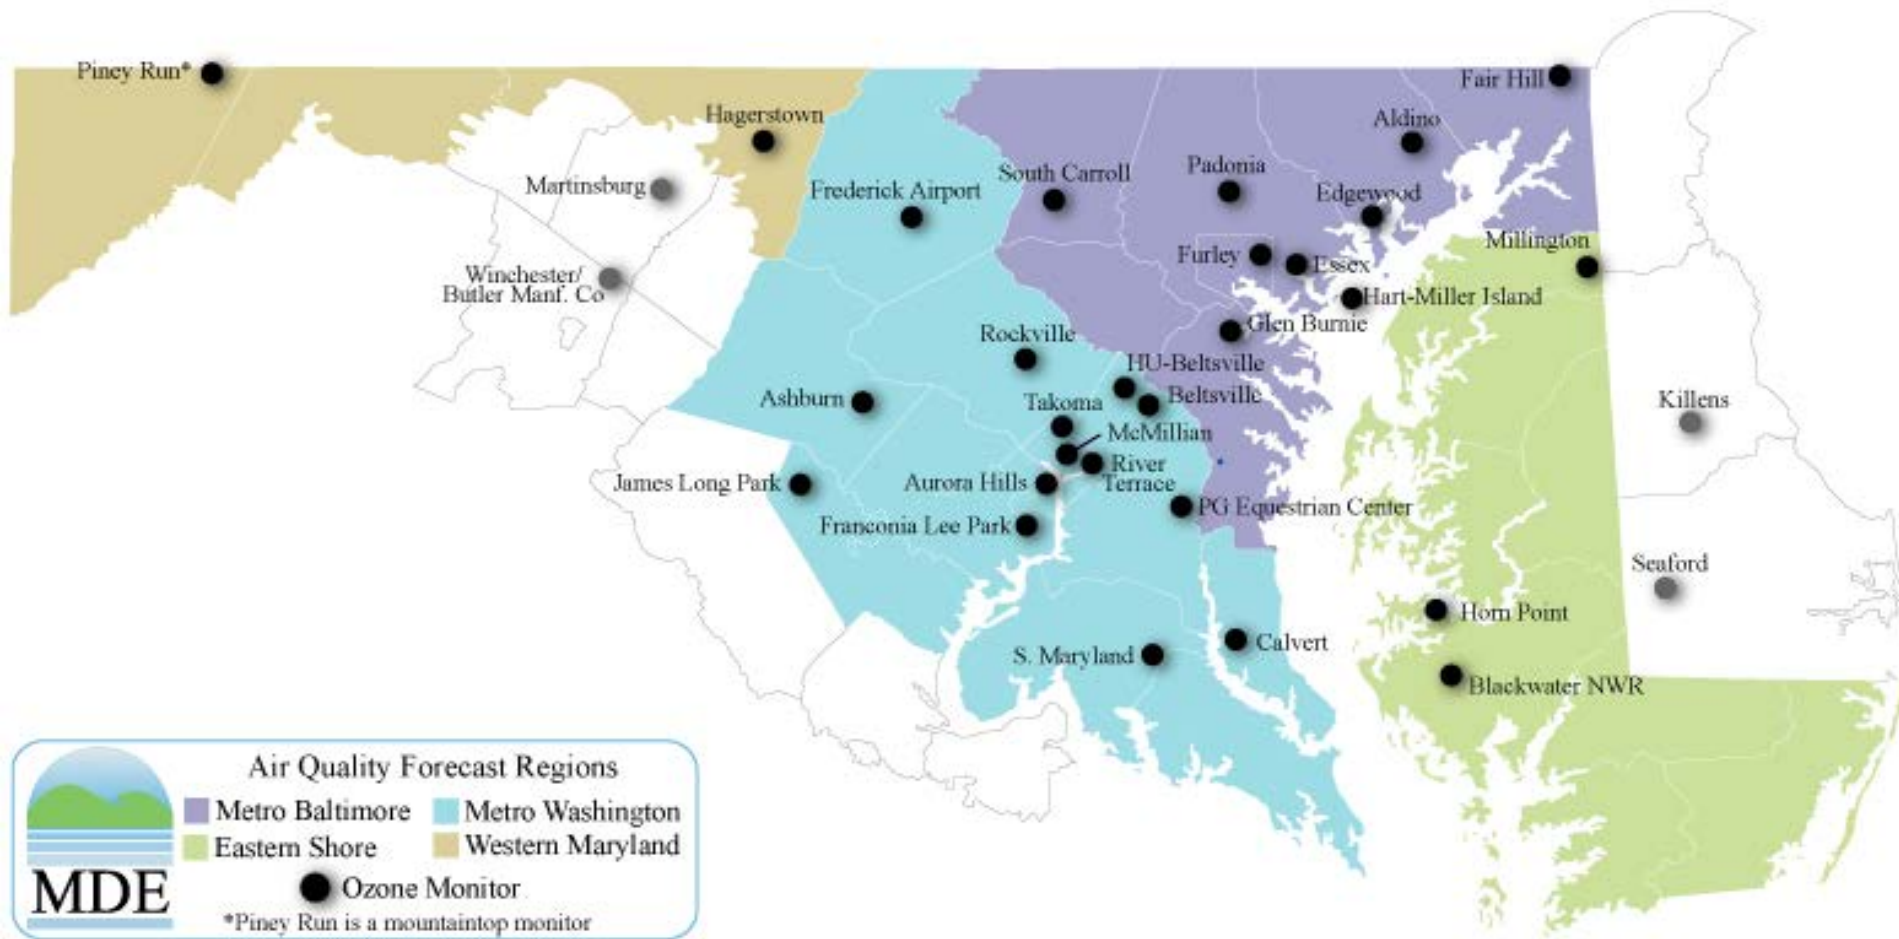 Piney Run*
Fair Hill
Hagerstown
Aldino
Martinsburg
Frederick Airport
South Carroll
Padonia
Edgewood
Winchester/
Butler Manf. Co
Furley
Essex
Millington
Hart-Miller Island
Glen Burnie
Rockville
HU-Beltsville
Beltsville
Ashburn
Takoma
McMillian
Killens
James Long Park
Aurora Hills
River
Terrace
PG Equestrian Center
Franconia Lee Park
Seaford
Horn Point
S. Maryland
Calvert
Blackwater NWR
Air Quality Forecast Regions
Metro Baltimore
Metro Washington
Eastern Shore
Western Maryland
MDE
Ozone Monitor
*Piney Run is a mountaintop monitor